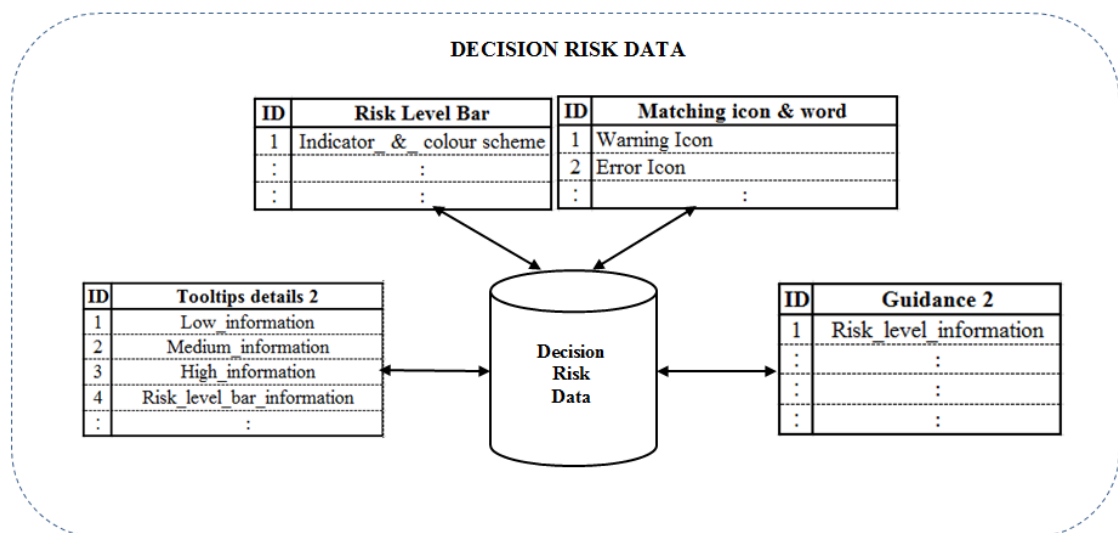 DECISION RISK DATA
ID Risk Level Bar
1 Indicator_&_colour scheme
: :
: :
ID Matching icon & word
1 Warning Icon
2 Error Icon
: :
ID Tooltips details 2
1 Low_information
2 Medium_information
3 High_information
4 Risk_level_bar_information
: :
Decision
Risk
Data
ID Guidance 2
1 Risk_level_information
: :
: :
: :